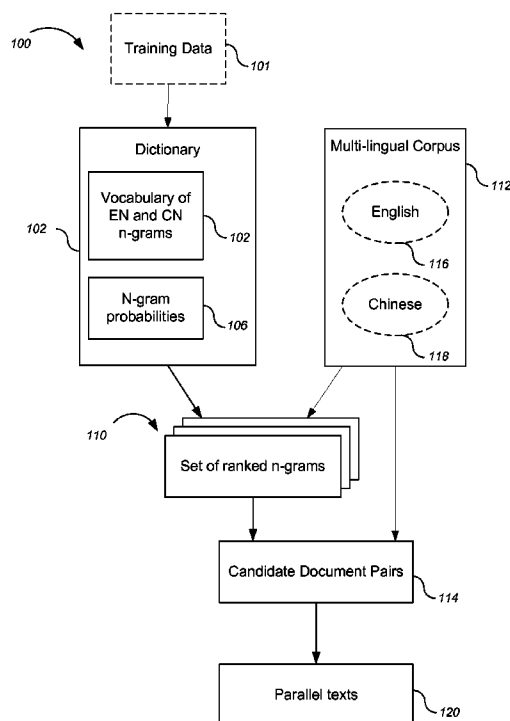 100
Training Data
101
Dictionary
Vocabulary of
EN and CN
n-grams
102
102
N-gram
probabilities
106
Multi-lingual Corpus
112
English
116
Chinese
118
110
Set of ranked n-grams
Candidate Document Pairs
114
Parallel texts
120